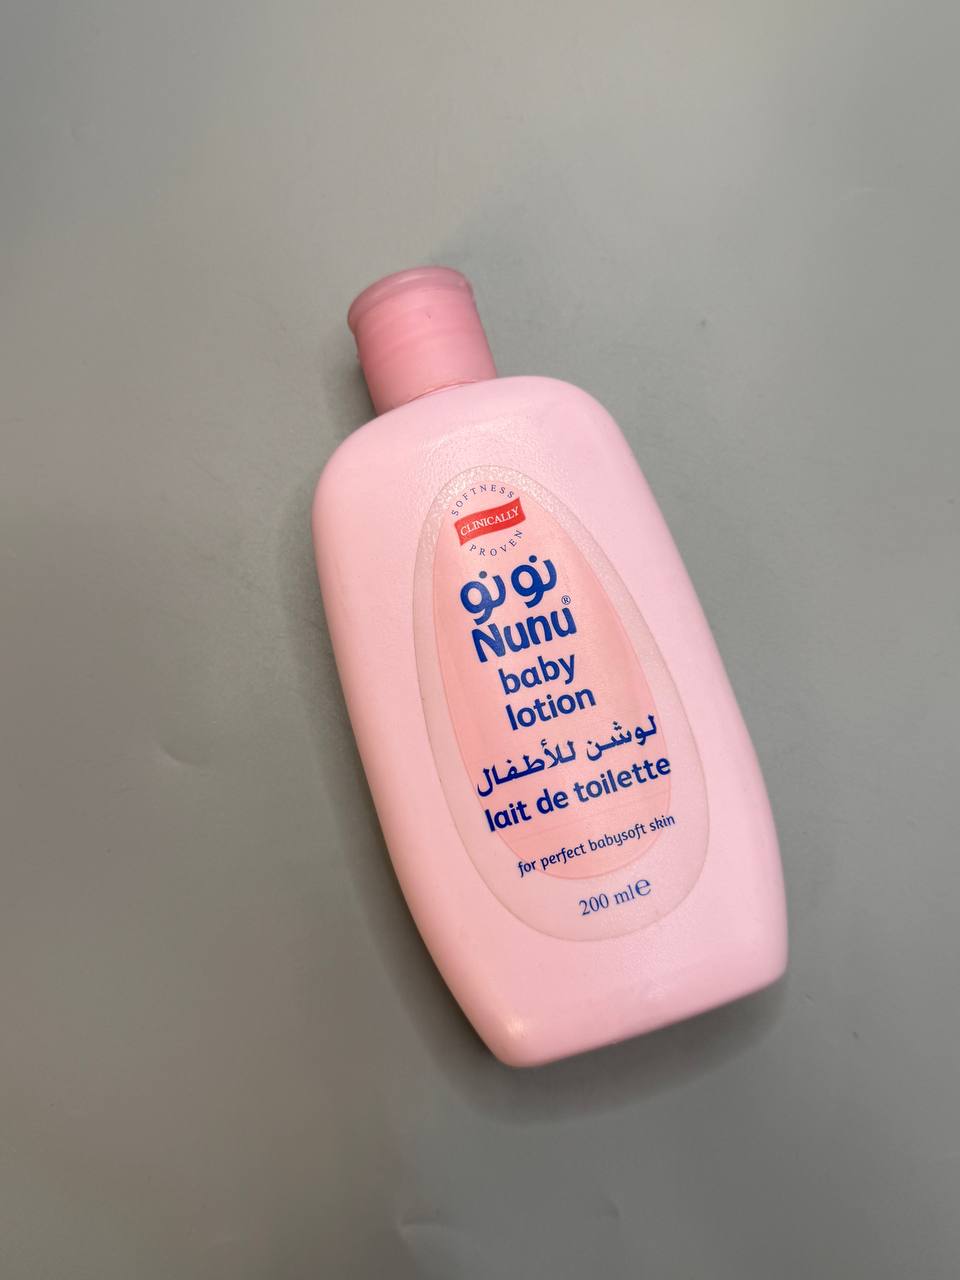 SOFTNESS
CLINICALLY
PROVEN
نونو
Nunu®
baby
lotion
لوشن للأطفال
lait de toilette
for perfect babysoft skin
200 ml℮